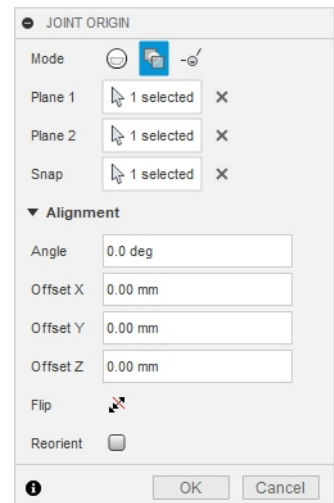 JOINT ORIGIN
Mode
Plane 1 1 selected
Plane 2 1 selected
Snap 1 selected
Alignment
Angle 0.0 deg
Offset X 0.00 mm
Offset Y 0.00 mm
Offset Z 0.00 mm
Flip
Reorient
OK Cancel